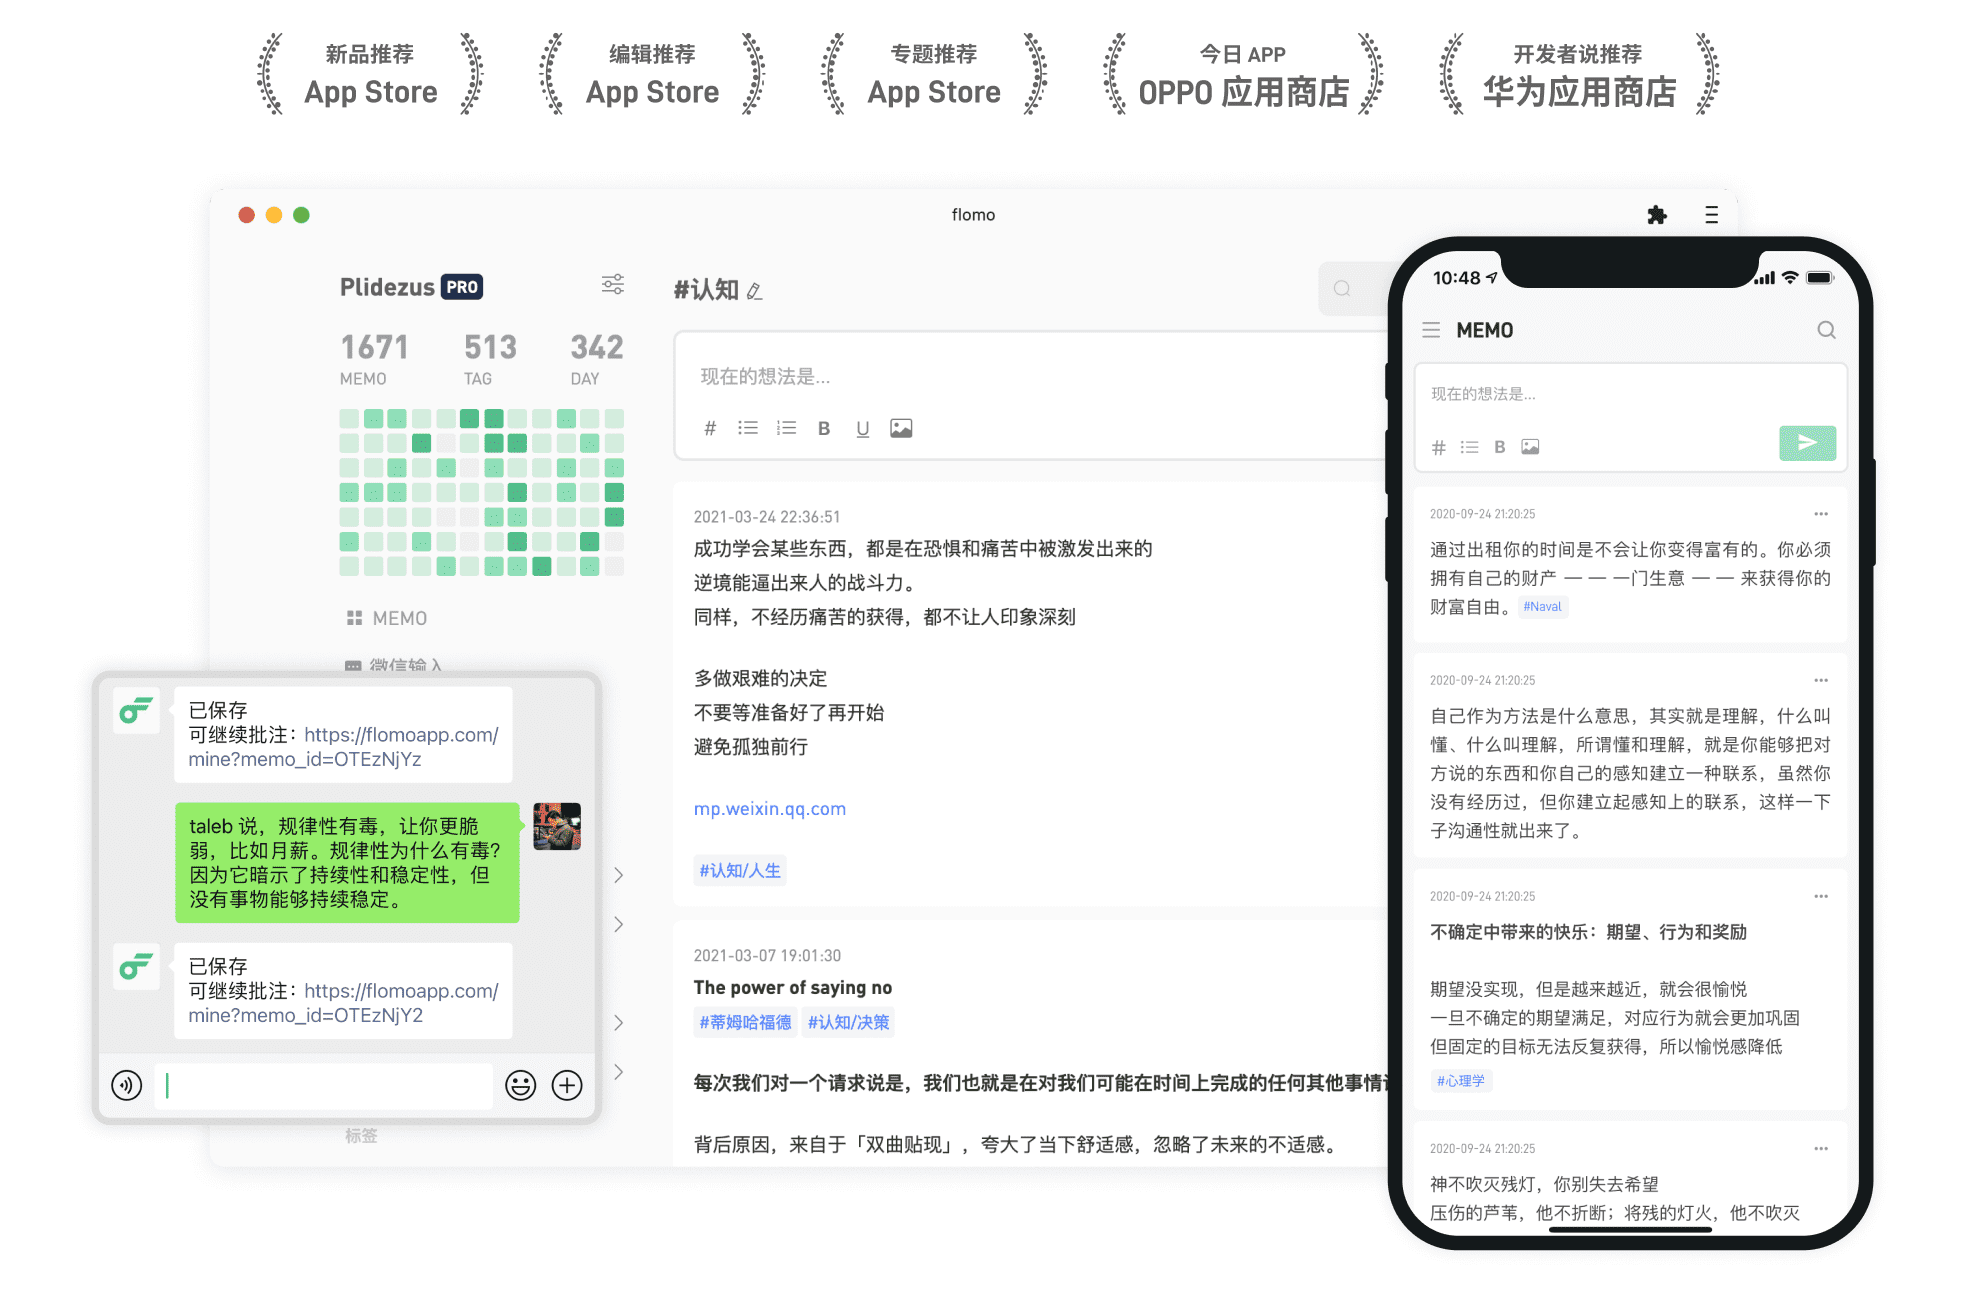 新品推荐
App Store
编辑推荐
App Store
专题推荐
App Store
今日 APP
OPPO 应用商店
开发者说推荐
华为应用商店
flomo
Plidezus PRO
1671
MEMO
513
TAG
342
DAY
MEMO
微信输入
标签
#认知
现在的想法是...
# B U
2021-03-24 22:36:51
成功学会某些东西，都是在恐惧和痛苦中被激发出来的
逆境能逼出来人的战斗力。
同样，不经历痛苦的获得，都不让人印象深刻
多做艰难的决定
不要等准备好了再开始
避免孤独前行
mp.weixin.qq.com
#认知/人生
2021-03-07 19:01:30
The power of saying no
#蒂姆哈福德 #认知/决策
每次我们对一个请求说是，我们也就是在对我们可能在时间上完成的任何其他事情
背后原因，来自于「双曲贴现」，夸大了当下舒适感，忽略了未来的不适感。
已保存
可继续批注：https://flomoapp.com/
mine?memo_id=OTEzNjYz
taleb 说，规律性有毒，让你更脆
弱，比如月薪。规律性为什么有毒?
因为它暗示了持续性和稳定性，但
没有事物能够持续稳定。
已保存
可继续批注：https://flomoapp.com/
mine?memo_id=OTEzNjY2
10:48
MEMO
现在的想法是...
# B
2020-09-24 21:20:25
通过出租你的时间是不会让你变得富有的。你必须
拥有自己的财产 — — 一门生意 — — 来获得你的
财富自由。 #Naval
2020-09-24 21:20:25
自己作为方法是什么意思，其实就是理解，什么叫
懂、什么叫理解，所谓懂和理解，就是你能够把对
方说的东西和你自己的感知建立一种联系，虽然你
没有经历过，但你建立起感知上的联系，这样一下
子沟通性就出来了。
2020-09-24 21:20:25
不确定中带来的快乐：期望、行为和奖励
期望没实现，但是越来越近，就会很愉悦
一旦不确定的期望满足，对应行为就会更加巩固
但固定的目标无法反复获得，所以愉悦感降低
#心理学
2020-09-24 21:20:25
神不吹灭残灯，你别失去希望
压伤的芦苇，他不折断；将残的灯火，他不吹灭